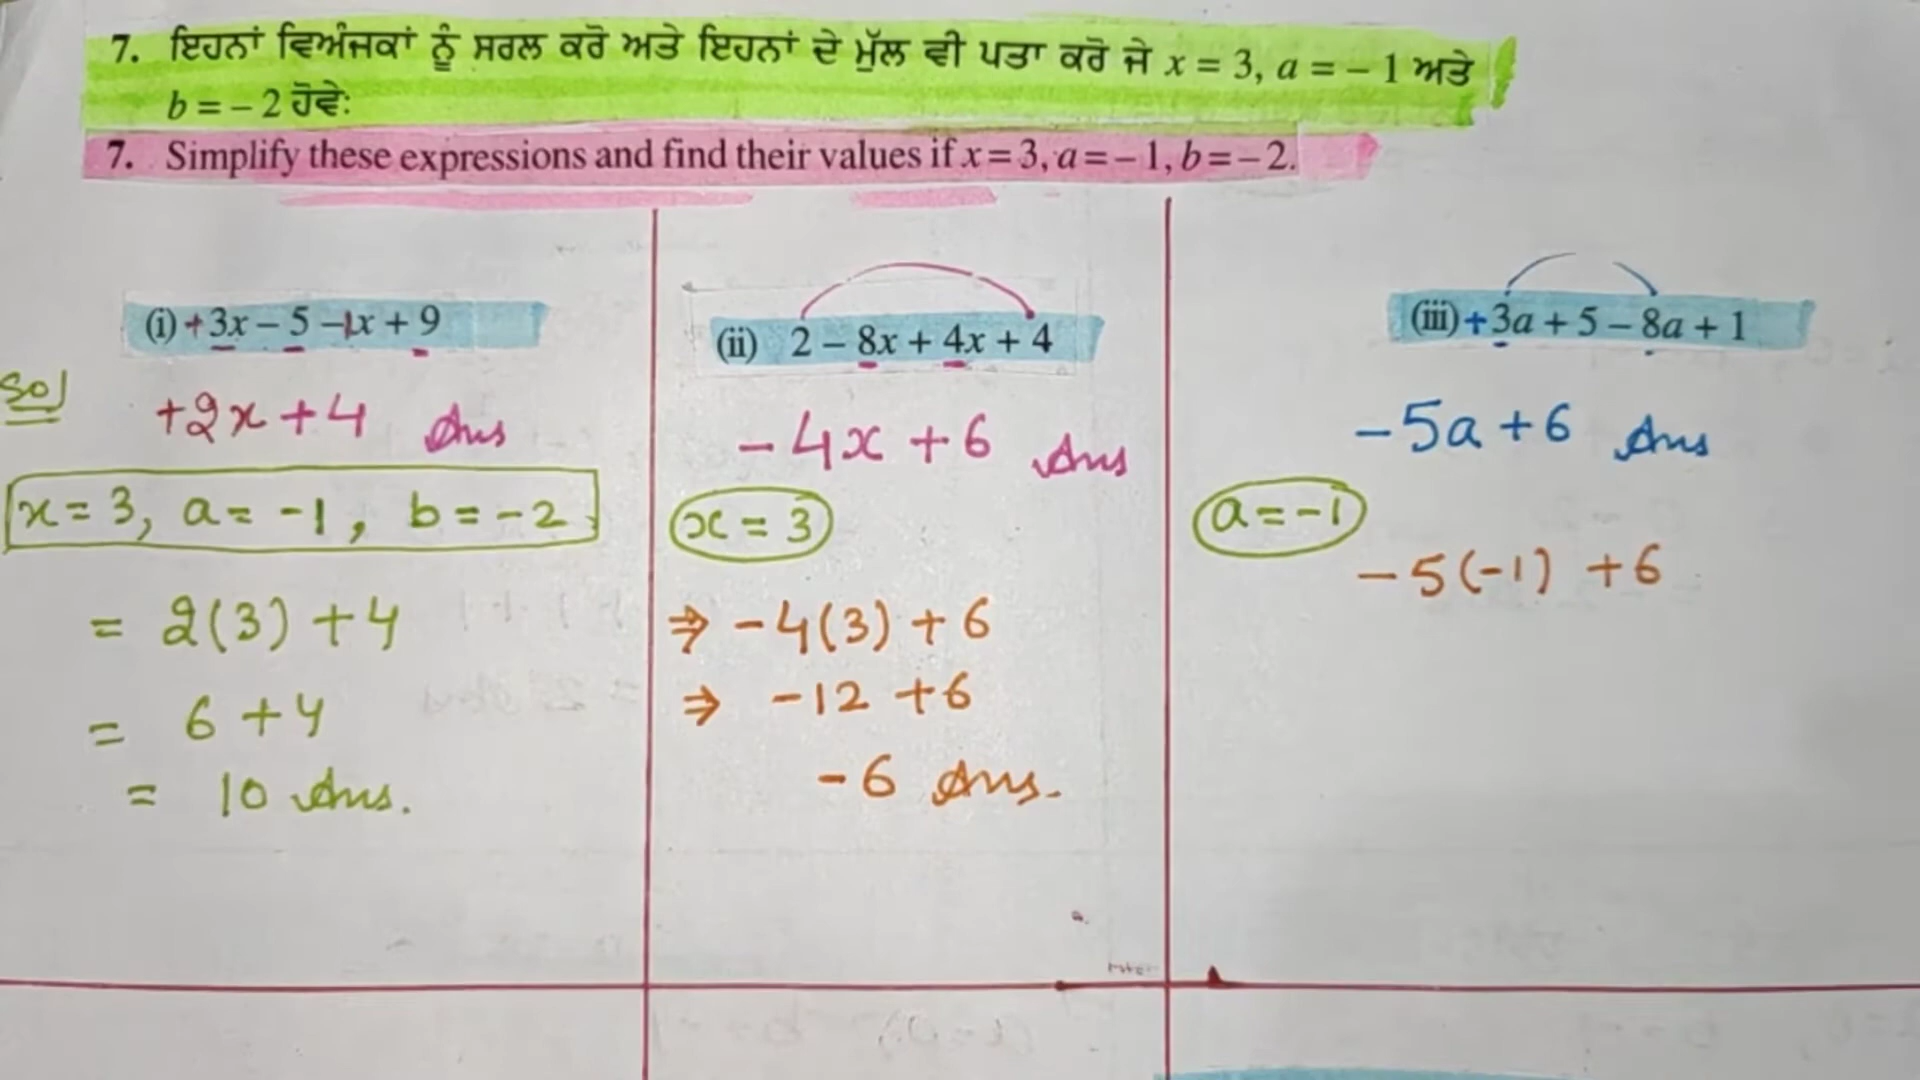 7. ਇਹਨਾਂ ਵਿਅੰਜਕਾਂ ਨੂੰ ਸਰਲ ਕਰੋ ਅਤੇ ਇਹਨਾਂ ਦੇ ਮੁੱਲ ਵੀ ਪਤਾ ਕਰੋ ਜੇ x = 3, a = – 1 ਅਤੇ
b = – 2 ਹੋਵੇ:
7. Simplify these expressions and find their values if x = 3, a = – 1, b = – 2.
(i) +3x – 5 –1x + 9
Sol
+2x + 4 Ans
x = 3, a = -1, b = -2
= 2(3) + 4
= 6 + 4
= 10 Ans.
(ii) 2 – 8x + 4x + 4
- 4x + 6 Ans
x = 3
⇒ -4(3) + 6
⇒ -12 + 6
-6 Ans.
(iii) +3a + 5 – 8a + 1
-5a + 6 Ans
a = -1
-5(-1) + 6